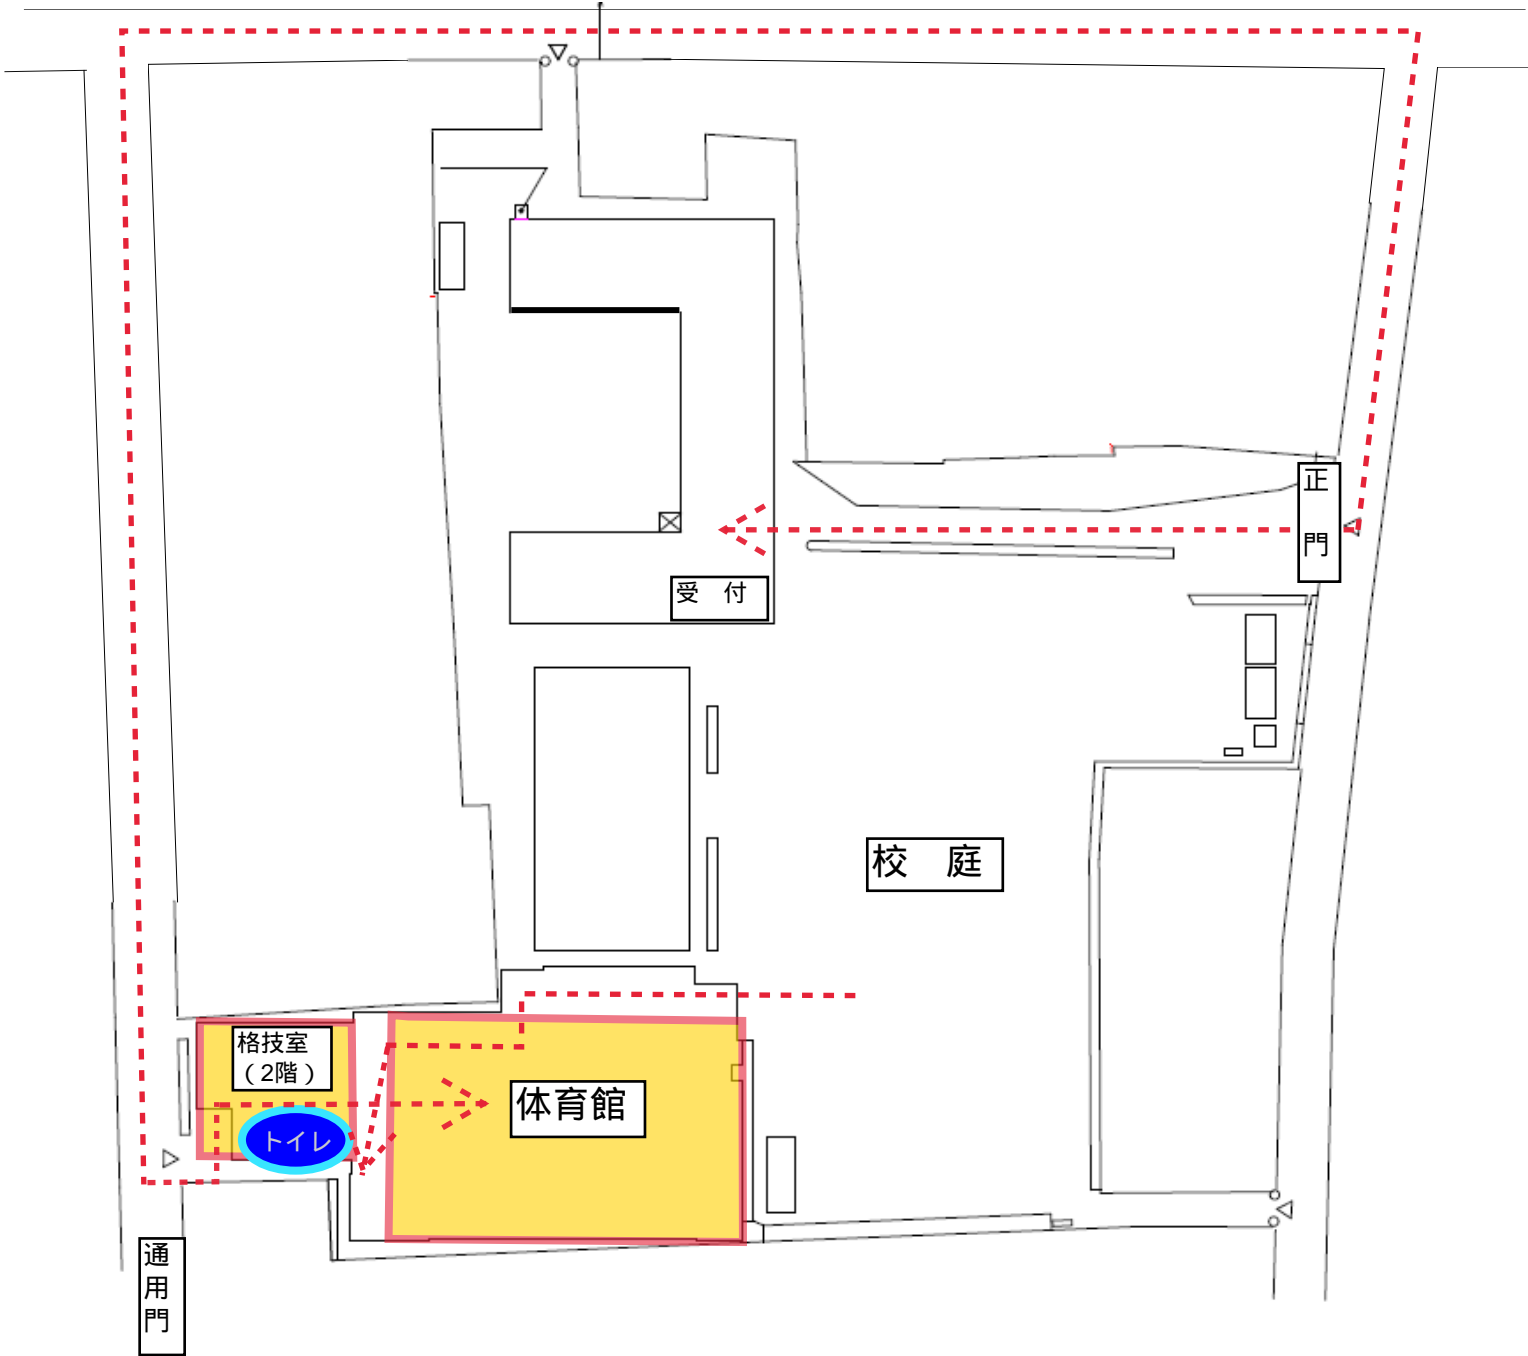 正門
受　付
校　庭
格技室
（2階）
体育館
トイレ
通用門